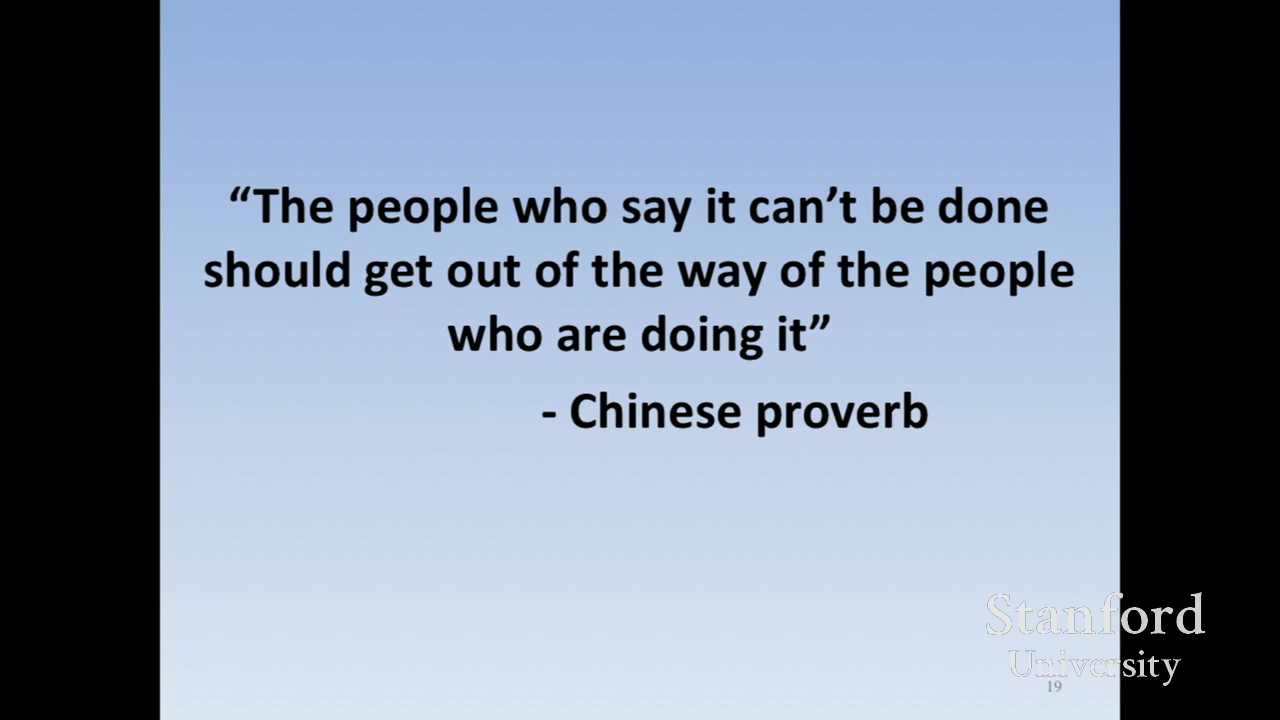 “The people who say it can’t be done
should get out of the way of the people
who are doing it”
- Chinese proverb
Stanford
University
19